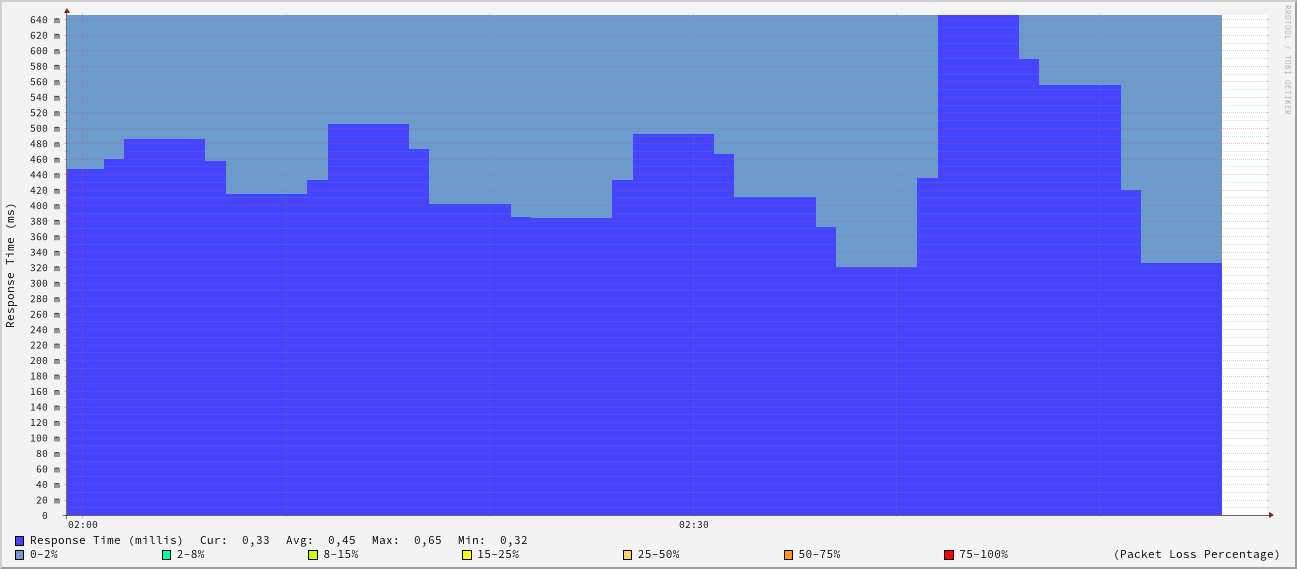 RRDTOOL / TOBI OETIKER
Response Time (ms)
640 m
620 m
600 m
580 m
560 m
540 m
520 m
500 m
480 m
460 m
440 m
420 m
400 m
380 m
360 m
340 m
320 m
300 m
280 m
260 m
240 m
220 m
200 m
180 m
160 m
140 m
120 m
100 m
80 m
60 m
40 m
20 m
0
02:00 02:30
Response Time (millis) Cur: 0,33 Avg: 0,45 Max: 0,65 Min: 0,32
0-2% 2-8% 8-15% 15-25% 25-50% 50-75% 75-100% (Packet Loss Percentage)